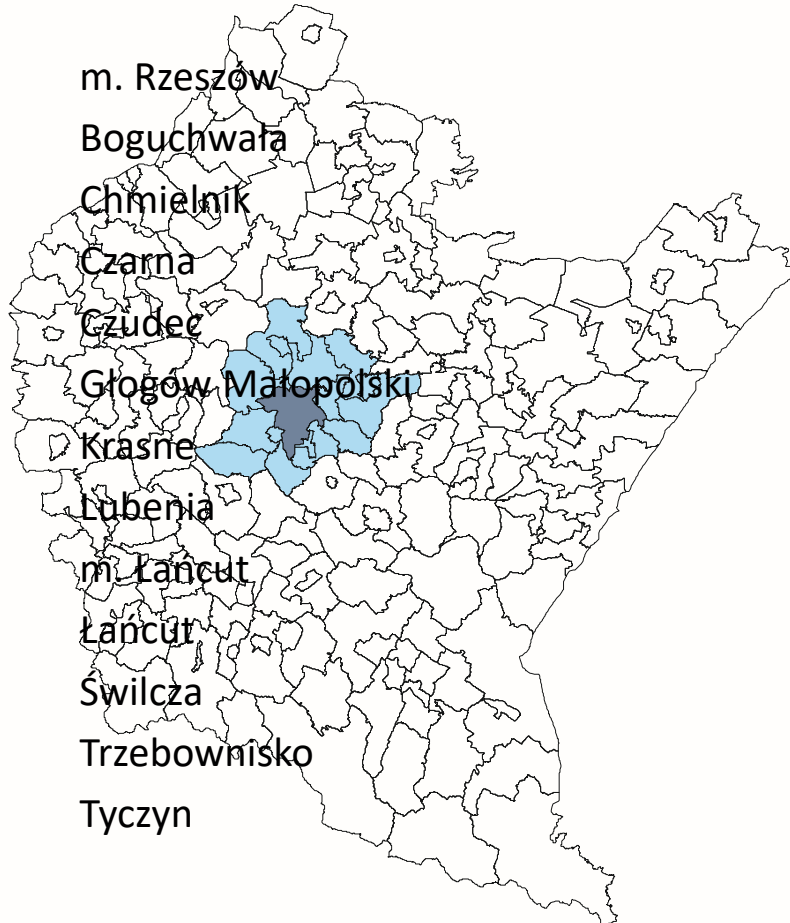 m. Rzeszów
Boguchwała
Chmielnik
Czarna
Czudec
Głogów Małopolski
Krasne
Lubenia
m. Łańcut
Łańcut
Świlcza
Trzebownisko
Tyczyn